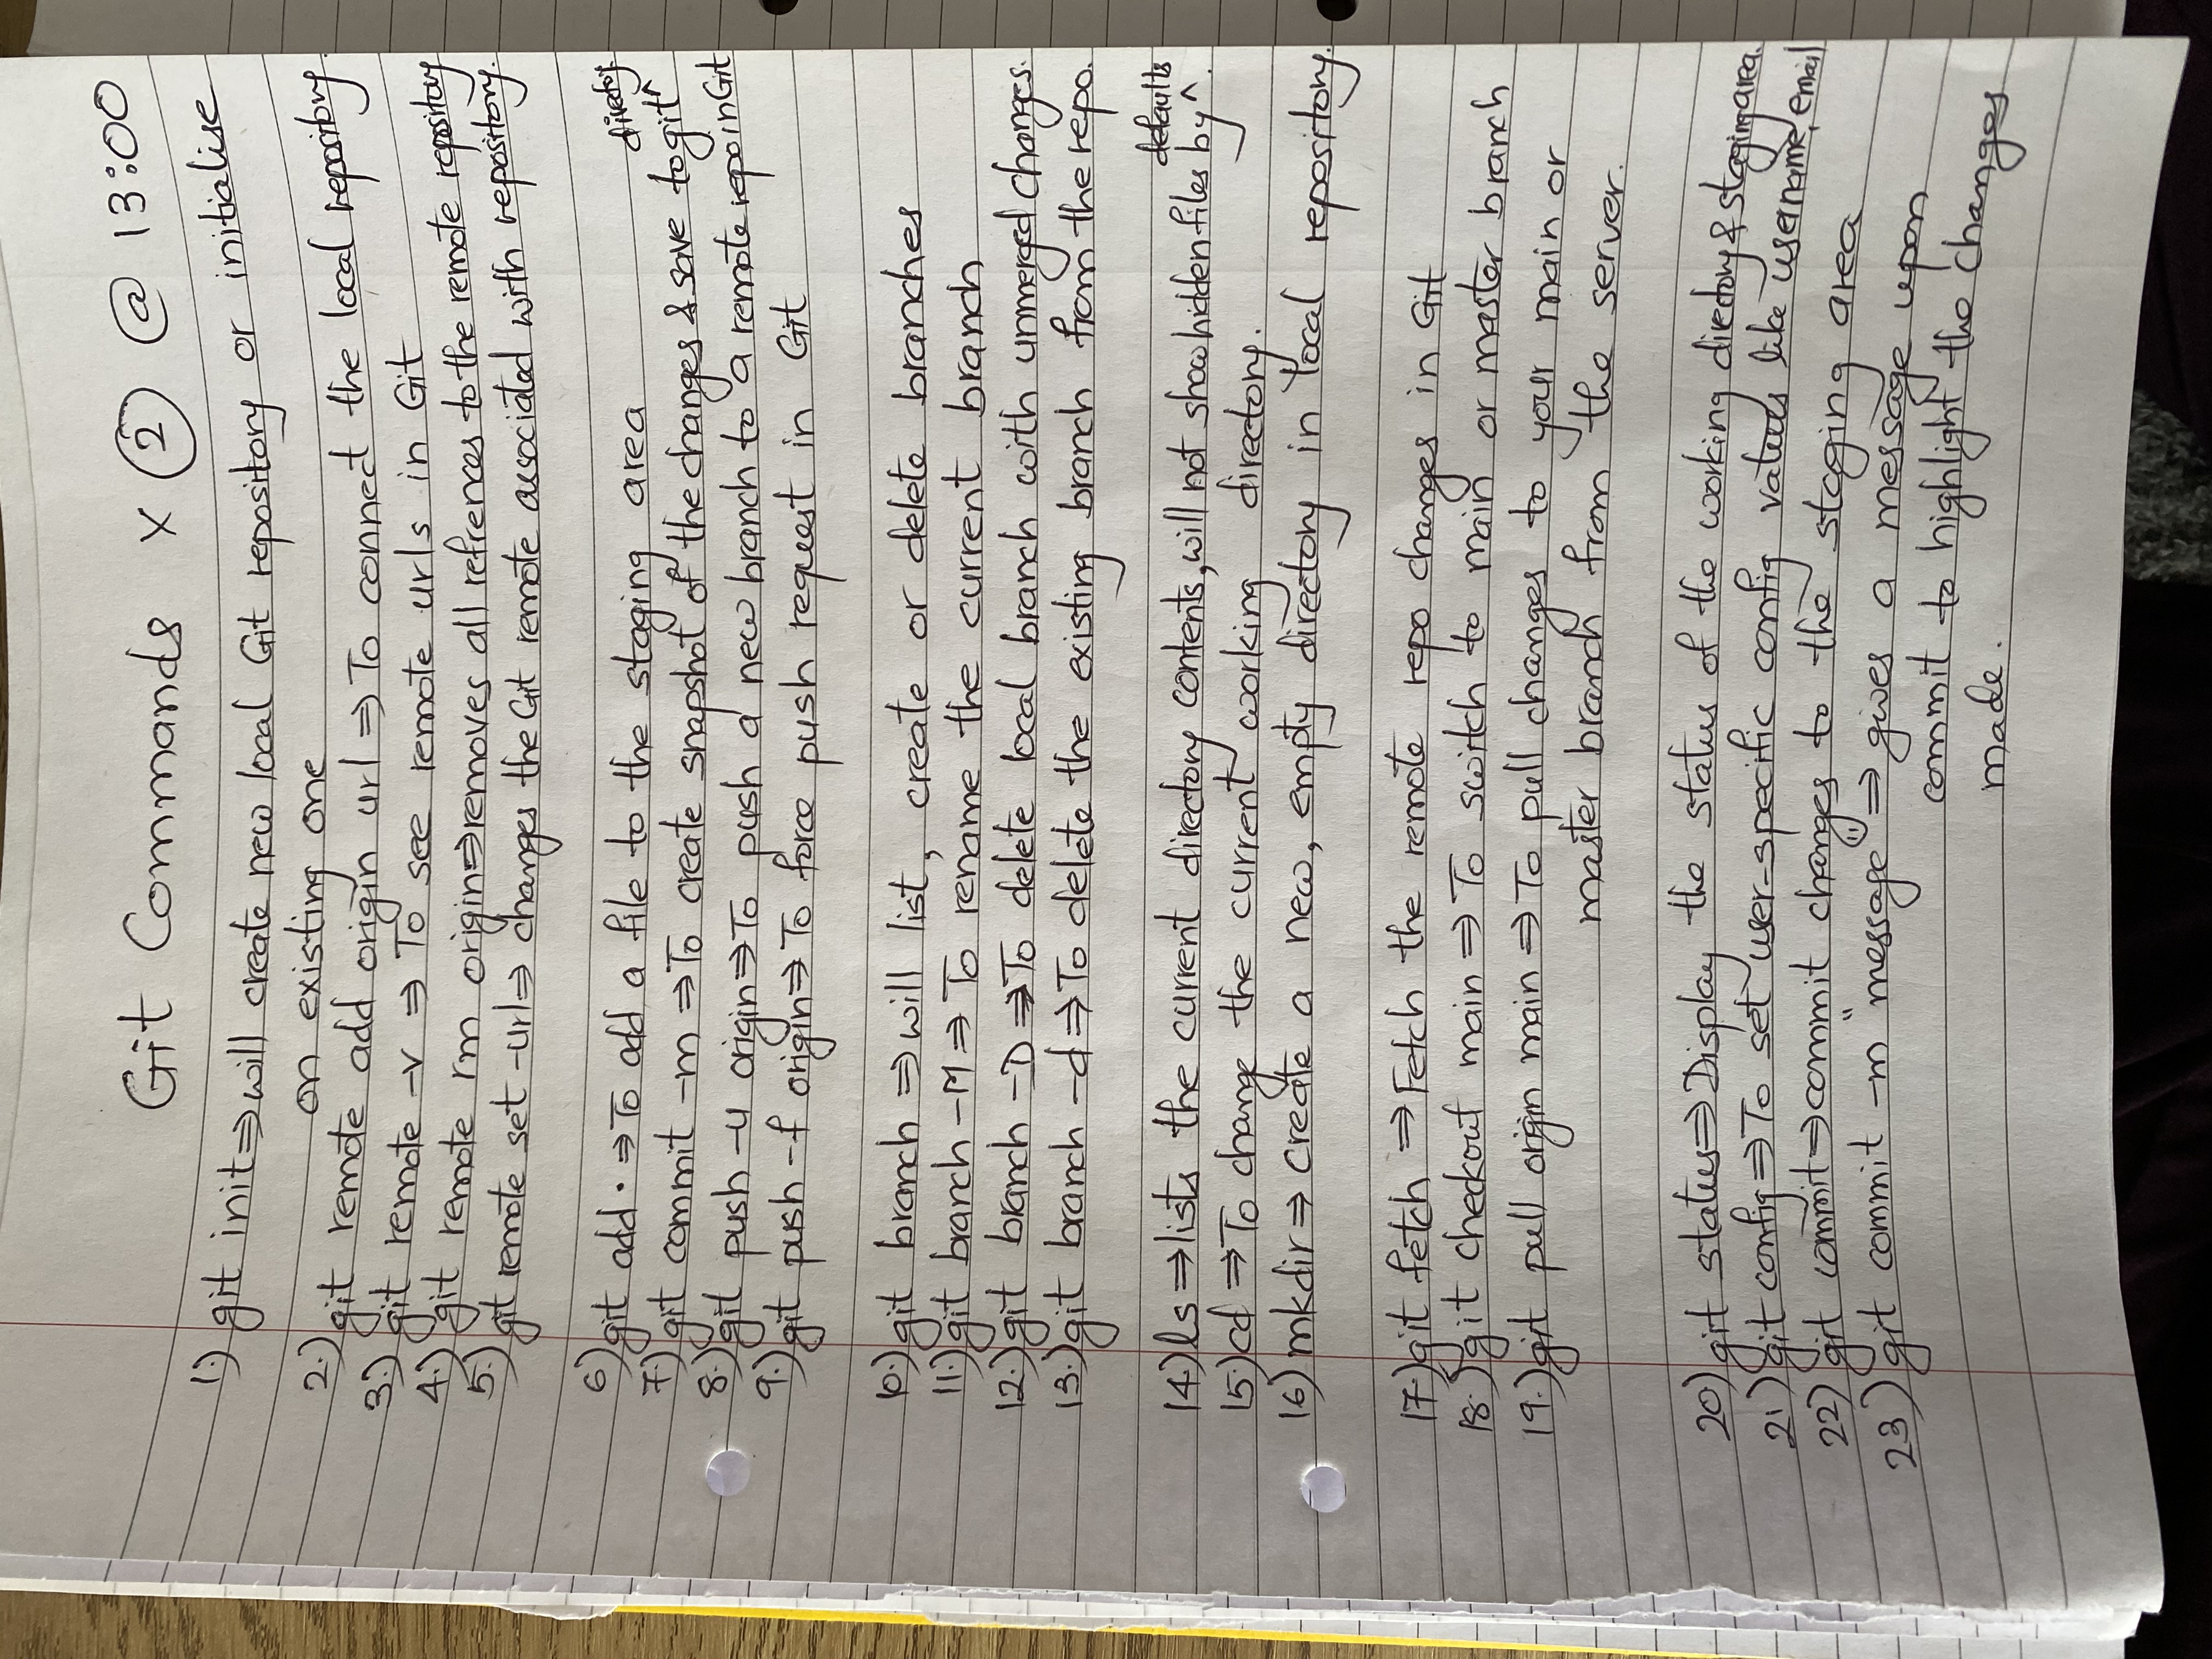 Git Commands x 2 @ 13:00
1.) git init ⇒ will create new local Git repository or initialise
on existing one
2.) git remote add origin url ⇒ To connect the local repository.
3.) git remote -v ⇒ To see remote urls in Git
4.) git remote rm origin ⇒ removes all refrences to the remote repository
5.) git remote set -url ⇒ changes the Git remote associated with repository.
6.) git add . ⇒ To add a file to the staging area
7.) git commit -m ⇒ To create snapshot of the changes & save to git ^ directory.
8.) git push -u origin ⇒ To push a new branch to a remote repo in Git
9.) git push -f origin ⇒ To force push request in Git
10.) git branch ⇒ will list, create or delete branches
11.) git branch -M ⇒ To rename the current branch
12.) git branch -D ⇒ To delete local branch with unmerged changes.
13.) git branch -d ⇒ To delete the existing branch from the repo.
14.) ls ⇒ lists the current directory contents, will not show hidden files by ^ defaults.
15.) cd ⇒ To change the current working directory.
16) mkdir ⇒ create a new, empty directory in local repository.
17.) git fetch ⇒ Fetch the remote repo changes in Git
18.) git checkout main ⇒ To switch to main or master branch
19.) git pull origin main ⇒ To pull changes to your main or
master branch from the server.
20) git status ⇒ Display the status of the working directory & staging area.
21) git config ⇒ To set user-specific config values like username, email
22) git commit ⇒ commit changes to the staging area
23) git commit -m "message" ⇒ gives a message upon
commit to highlight the changes
made.